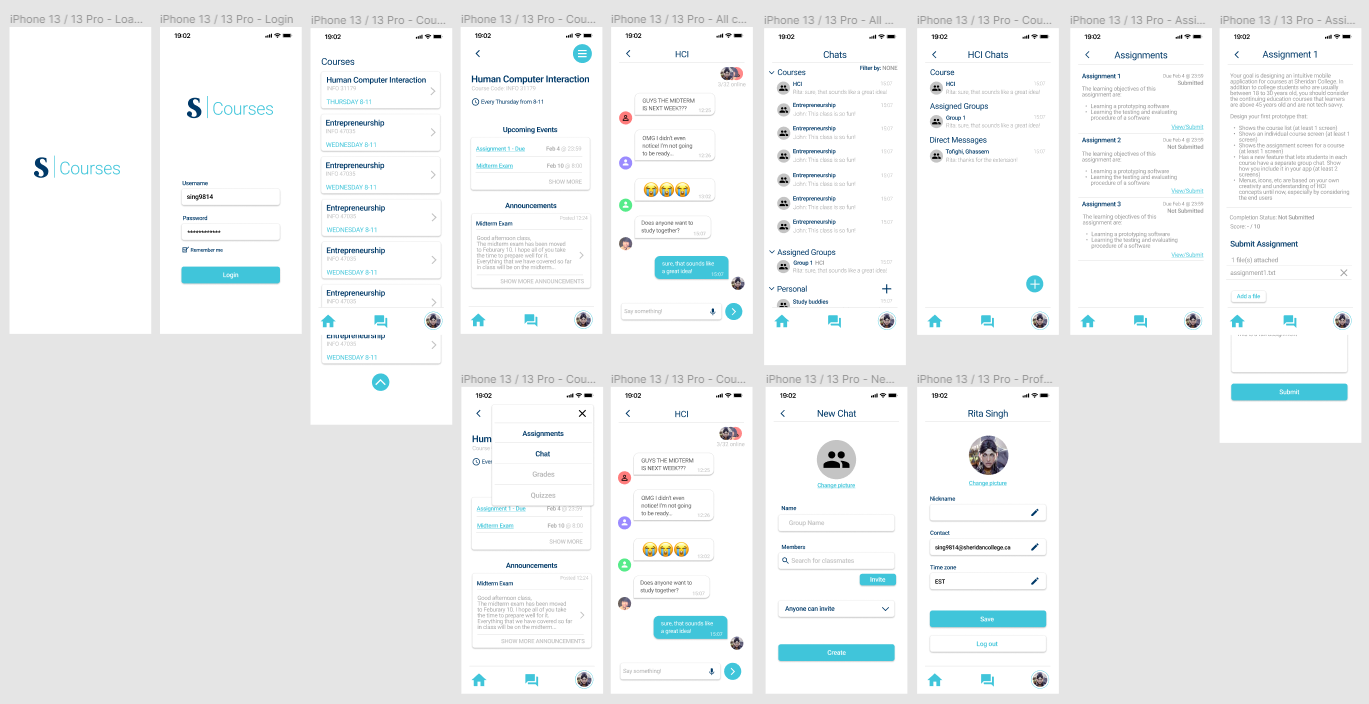 iPhone 13 / 13 Pro - Loa...
S | Courses
iPhone 13 / 13 Pro - Login
19:02
S | Courses
Username
sing9814
Password
************
Remember me
Login
iPhone 13 / 13 Pro - Cou...
19:02
Courses
Human Computer Interaction
INFO 31179
THURSDAY 8-11
Entrepreneurship
INFO 47035
WEDNESDAY 8-11
Entrepreneurship
INFO 47035
WEDNESDAY 8-11
Entrepreneurship
INFO 47035
WEDNESDAY 8-11
Entrepreneurship
INFO 47035
WEDNESDAY 8-11
Entrepreneurship
INFO 47035
Entrepreneurship
INFO 47035
WEDNESDAY 8-11
iPhone 13 / 13 Pro - Cou...
19:02
Human Computer Interaction
Course Code: INFO 31179
Every Thursday from 8-11
Upcoming Events
Assignment 1 - Due Feb 4 @ 23:59
Midterm Exam Feb 10 @ 8:00
SHOW MORE
Announcements
Posted 12:24
Midterm Exam
Good afternoon class,
The midterm exam has been moved
to Feburary 10. I hope all of you take
the time to prepare well for it.
Everything that we have covered so far
in class will be on the midterm...
SHOW MORE ANNOUNCEMENTS
iPhone 13 / 13 Pro - All c...
19:02
HCI
3/32 online
GUYS THE MIDTERM
IS NEXT WEEK???
OMG I didn't even
notice! I'm not going
to be ready...
😭😭😭
Does anyone want to
study together?
15:07
sure, that sounds like
a great idea!
15:07
Say something!
iPhone 13 / 13 Pro - All ...
19:02
Chats
Filter by: NONE
Courses
HCI 15:07
Rita: sure, that sounds like a great idea!
Entrepreneurship 15:07
John: This class is so fun!
Entrepreneurship 15:07
John: This class is so fun!
Entrepreneurship 15:07
John: This class is so fun!
Entrepreneurship 15:07
John: This class is so fun!
Entrepreneurship 15:07
John: This class is so fun!
Entrepreneurship 15:07
John: This class is so fun!
Assigned Groups
Group 1 HCI 15:07
Rita: sure, that sounds like a great idea!
Personal
Study buddies 15:07
iPhone 13 / 13 Pro - Cou...
19:02
HCI Chats
Course
HCI 15:07
Rita: sure, that sounds like a great idea!
Assigned Groups
Group 1 15:07
Rita: sure, that sounds like a great idea!
Direct Messages
Tofighi, Ghassem 15:07
Rita: thanks for the extension!
iPhone 13 / 13 Pro - Assi...
19:02
Assignments
Assignment 1 Due Feb 4 @ 23:59
Submitted
The learning objectives of this
assignment are:
• Learning a prototyping software
• Learning the testing and evaluating
procedure of a software
View/Submit
Assignment 2 Due Feb 4 @ 23:59
Not Submitted
The learning objectives of this
assignment are:
• Learning a prototyping software
• Learning the testing and evaluating
procedure of a software
View/Submit
Assignment 3 Due Feb 4 @ 23:59
Not Submitted
The learning objectives of this
assignment are:
• Learning a prototyping software
• Learning the testing and evaluating
procedure of a software
View/Submit
iPhone 13 / 13 Pro - Assi...
19:02
Assignment 1
Your goal is designing an intuitive mobile
application for courses at Sheridan College. In
addition to college students who are usually
between 18 to 30 years old, you should consider
the continuing education courses that learners
are above 45 years old and are not tech savvy.
Design your first prototype that:
• Shows the course list (at least 1 screen)
• Shows an individual course screen (at least 1
screen)
• Shows the assignment screen for a course
(at least 1 screen)
• Has a new feature that lets students in each
course have a separate group chat. Show
how you include it in your app (at least 2
screens)
• Menus, icons, etc are based on your own
creativity and understanding of HCI
concepts until now, especially by considering
the end users
Completion Status: Not Submitted
Score: - / 10
Submit Assignment
1 file(s) attached
assignment1.txt
Add a file
Submit
iPhone 13 / 13 Pro - Cou...
19:02
Hum
Course
Ever
Assignments
Chat
Grades
Quizzes
Assignment 1 - Due Feb 4 @ 23:59
Midterm Exam Feb 10 @ 8:00
SHOW MORE
Announcements
Midterm Exam
Good afternoon class,
The midterm exam has been moved
to Feburary 10. I hope all of you take
the time to prepare well for it.
Everything that we have covered so far
in class will be on the midterm...
SHOW MORE ANNOUNCEMENTS
iPhone 13 / 13 Pro - Cou...
19:02
HCI
3/32 online
GUYS THE MIDTERM
IS NEXT WEEK???
OMG I didn't even
notice! I'm not going
to be ready...
😭😭😭
Does anyone want to
study together?
15:07
sure, that sounds like
a great idea!
15:07
Say something!
iPhone 13 / 13 Pro - Ne...
19:02
New Chat
Change picture
Name
Group Name
Members
Search for classmates
Invite
Anyone can invite
Create
iPhone 13 / 13 Pro - Prof...
19:02
Rita Singh
Change picture
Nickname
Contact
sing9814@sheridancollege.ca
Time zone
EST
Save
Log out